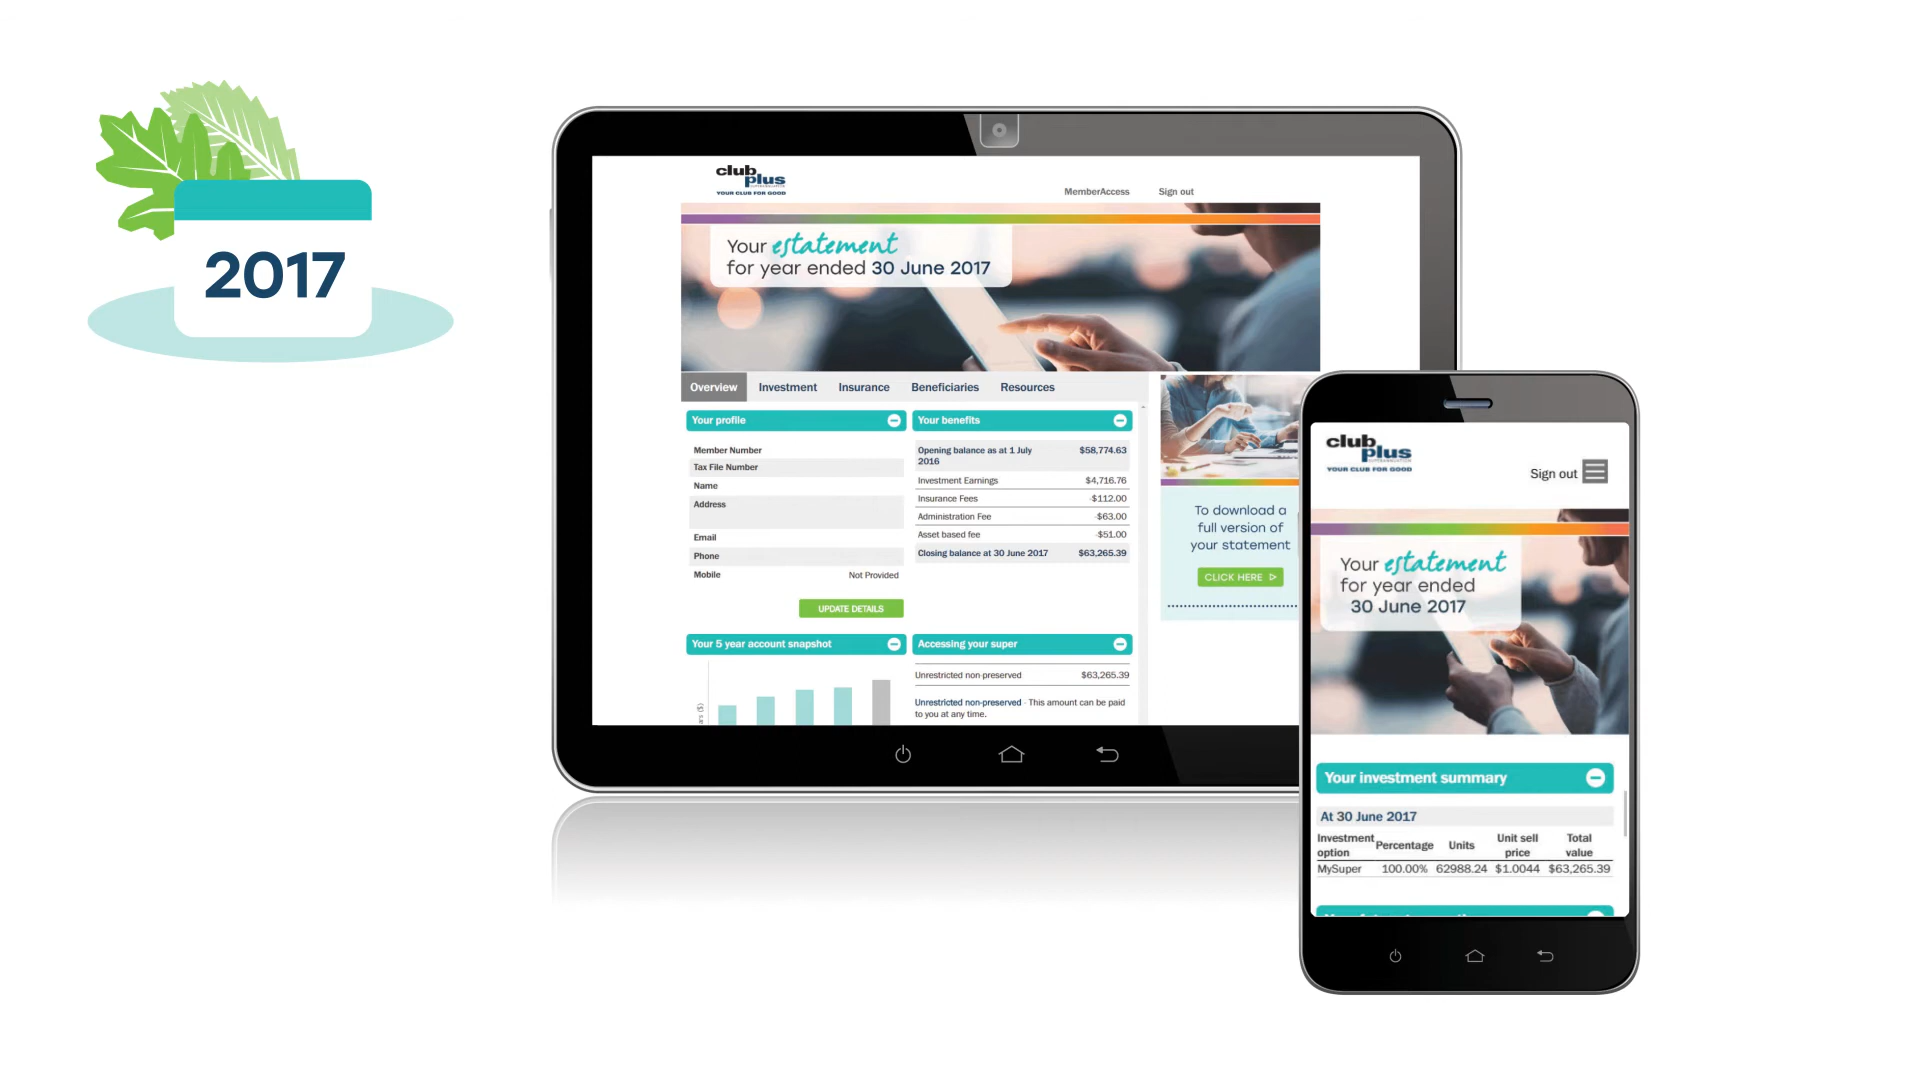 2017
club
plus
YOUR CLUB FOR GOOD
MemberAccess Sign out
Your estatement
for year ended 30 June 2017
Overview Investment Insurance Beneficiaries Resources
Your profile
Member Number
Tax File Number
Name
Address
Email
Phone
Mobile Not Provided
UPDATE DETAILS
Your benefits
Opening balance as at 1 July
2016 $58,774.63
Investment Earnings $4,716.76
Insurance Fees -$112.00
Administration Fee -$63.00
Asset based fee -$51.00
Closing balance at 30 June 2017 $63,265.39
To download a
full version of
your statement
CLICK HERE
Your 5 year account snapshot
Accessing your super
Unrestricted non-preserved $63,265.39
Unrestricted non-preserved - This amount can be paid
to you at any time.
club
plus
YOUR CLUB FOR GOOD
Sign out
Your estatement
for year ended
30 June 2017
Your investment summary
At 30 June 2017
Investment option Percentage Units Unit sell price Total value
MySuper 100.00% 62988.24 $1.0044 $63,265.39